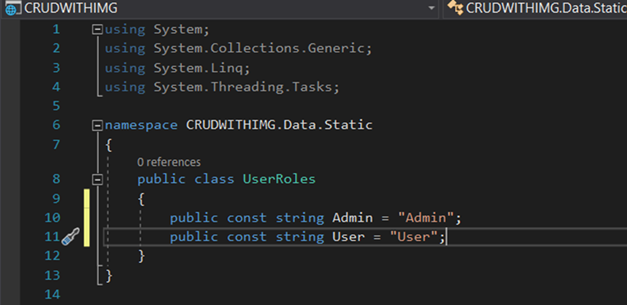 CRUDWITHIMG CRUDWITHIMG.Data.Static
1 using System;
2 using System.Collections.Generic;
3 using System.Linq;
4 using System.Threading.Tasks;
5
6 namespace CRUDWITHIMG.Data.Static
7 {
0 references
8 public class UserRoles
9 {
10 public const string Admin = "Admin";
11 public const string User = "User";
12 }
13 }
14